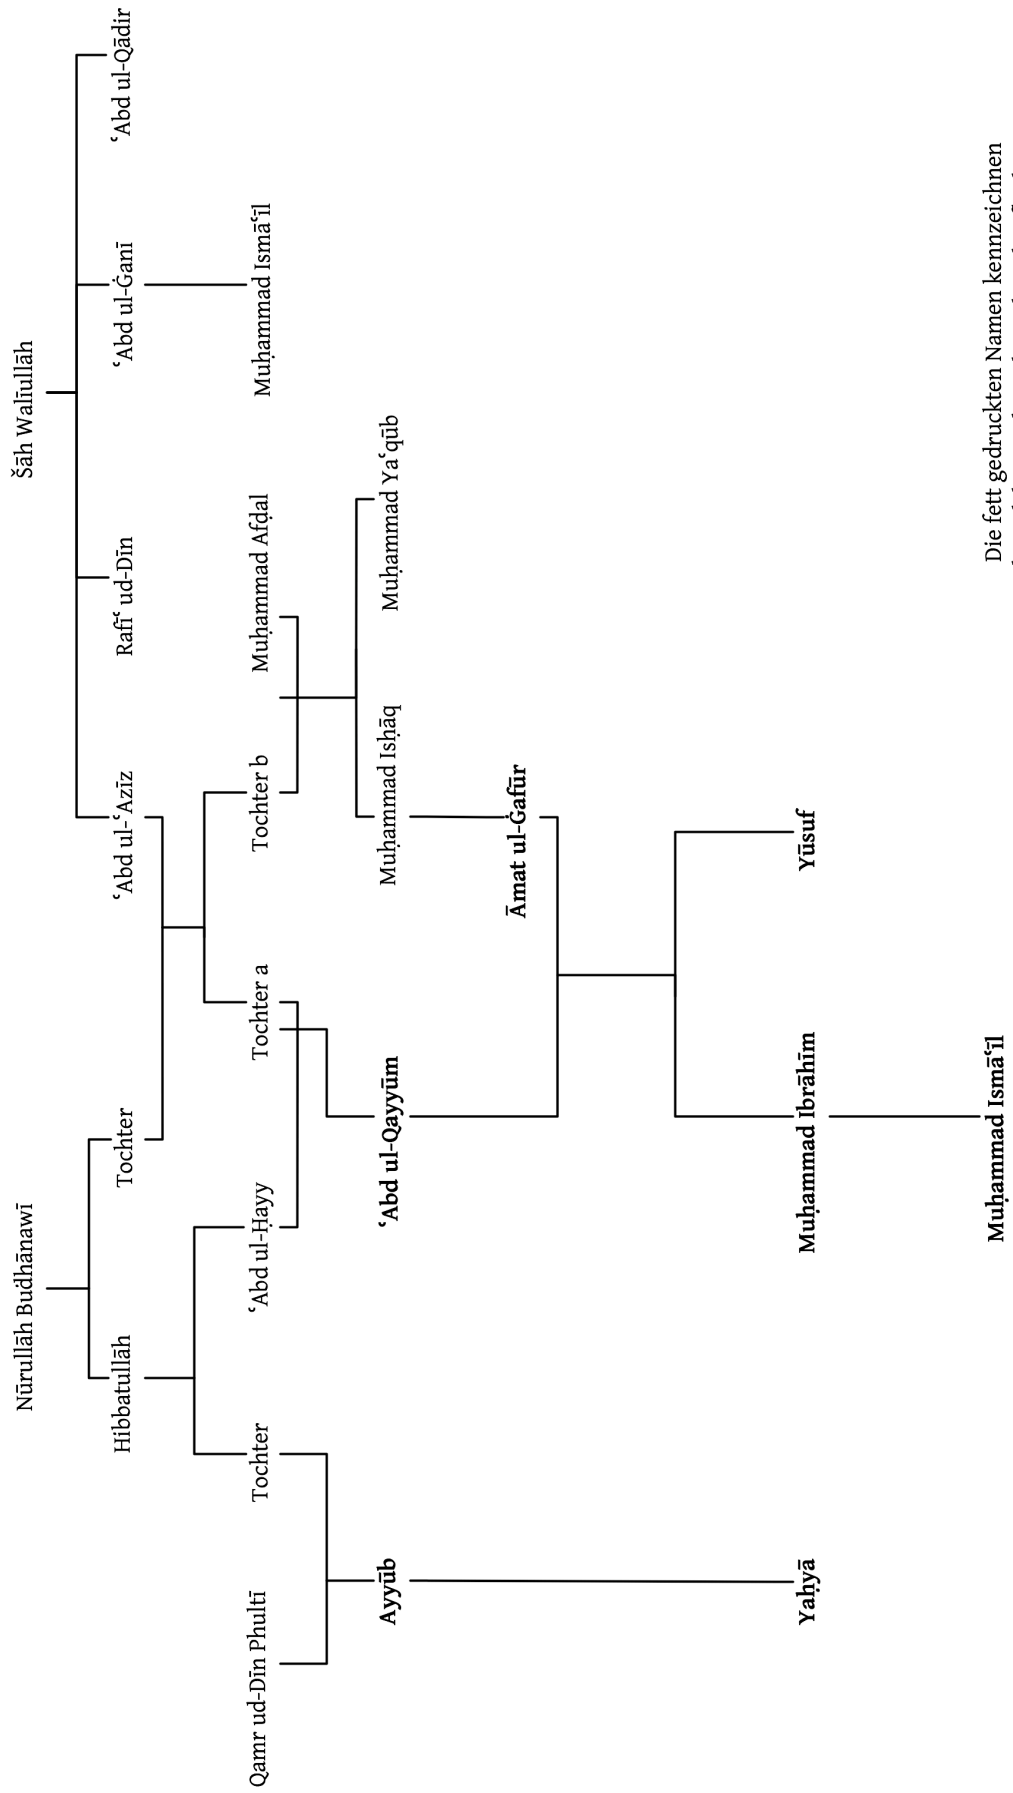 Nūrullāh Buḋhānawī
Šāh Walīullāh
Hibbatullāh
Tochter
ʿAbd ul-ʿAzīz
Rafīʿ ud-Dīn
ʿAbd ul-Ġanī
ʿAbd ul-Qādir
Qamr ud-Dīn Phultī
Tochter
ʿAbd ul-Ḥayy
Tochter a
Tochter b
Muḥammad Afḍal
Muḥammad Ismāʿīl
Ayyūb
ʿAbd ul-Qayyūm
Muḥammad Isḥāq
Muḥammad Yaʿqūb
Āmat ul-Ġafūr
Yaḥyā
Muḥammad Ibrāhīm
Yūsuf
Muḥammad Ismāʿīl
Die fett gedruckten Namen kennzeichnen